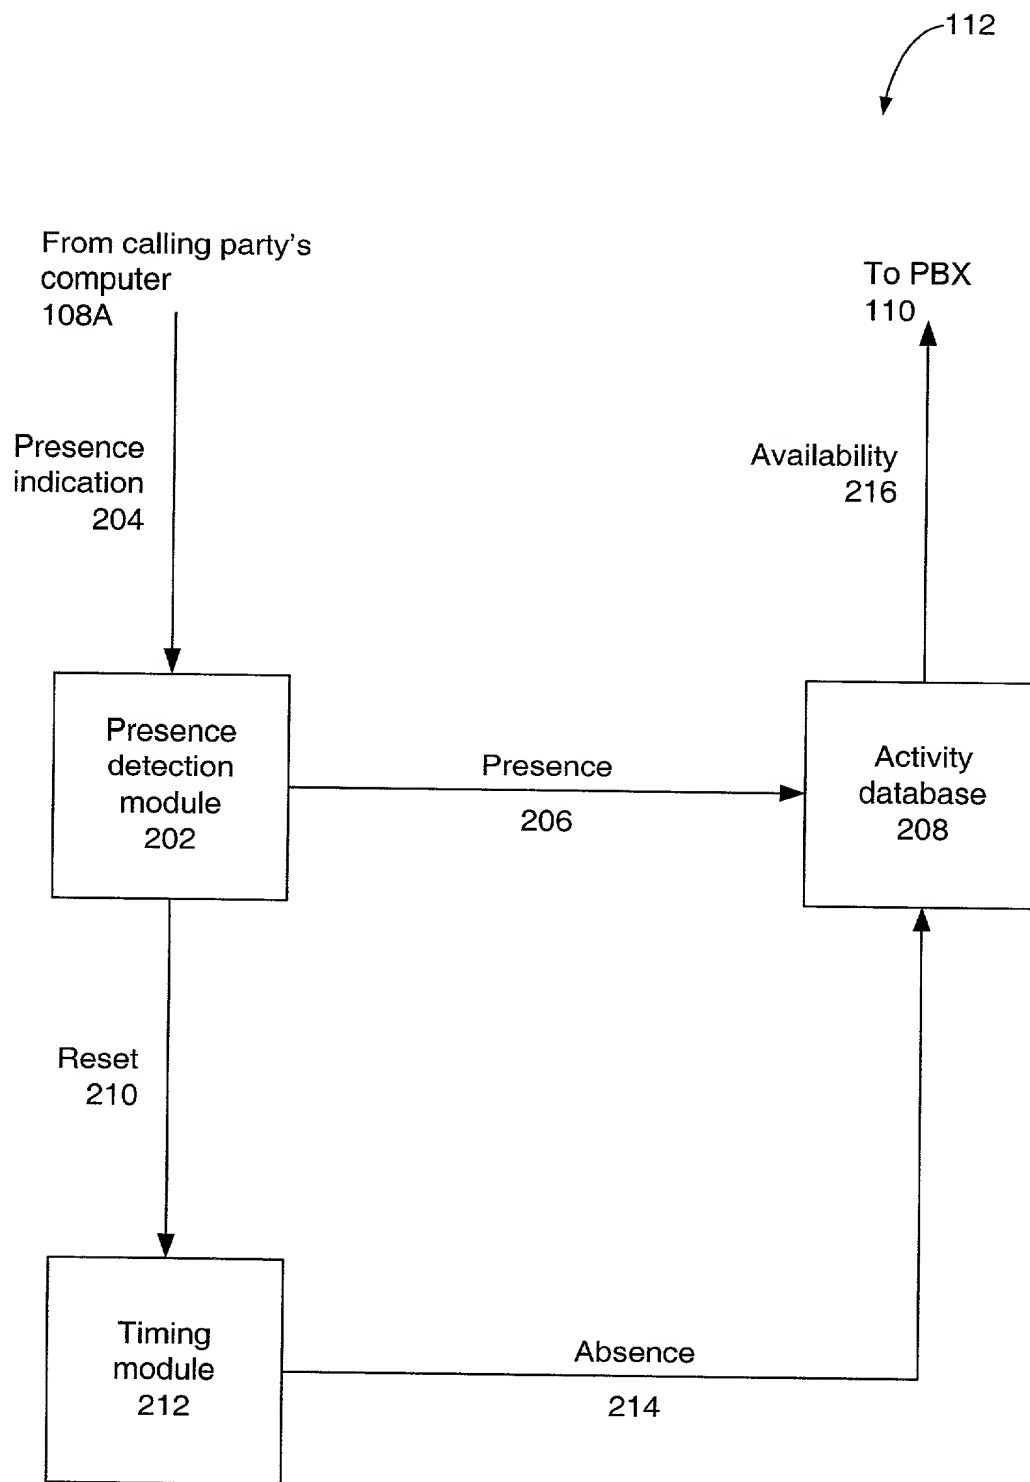 112
From calling party's
computer
108A
To PBX
110
Presence
indication
204
Availability
216
Presence
detection
module
202
Presence
206
Activity
database
208
Reset
210
Timing
module
212
Absence
214